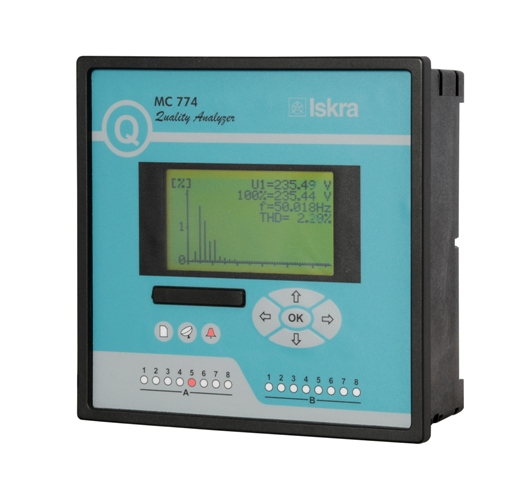 MC 774
Quality Analyzer
Iskra
Q
[%]
U1=235.49 V
100%=235.44 V
f=50.018Hz
THD= 2.20%
1
0
OK
1 2 3 4 5 6 7 8
A
1 2 3 4 5 6 7 8
B